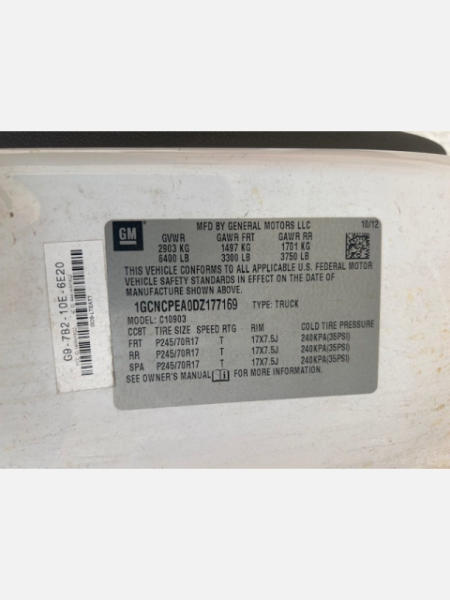 GM
MFD BY GENERAL MOTORS LLC
10/12
GVWR GAWR FRT GAWR RR
2903 KG 1497 KG 1701 KG
6400 LB 3300 LB 3750 LB
THIS VEHICLE CONFORMS TO ALL APPLICABLE U.S. FEDERAL MOTOR
VEHICLE SAFETY STANDARDS IN EFFECT ON THE DATE OF
MANUFACTURE SHOWN ABOVE.
1GCNCPEA0DZ177169 TYPE: TRUCK
MODEL: C10903
TIRE SIZE SPEED RTG RIM COLD TIRE PRESSURE
FRT P245/70R17 T 17X7.5J 240KPA(35PSI)
RR P245/70R17 T 17X7.5J 240KPA(35PSI)
SPA P245/70R17 T 17X7.5J 240KPA(35PSI)
SEE OWNER'S MANUAL FOR MORE INFORMATION.
G9-7B2-10E-6E20